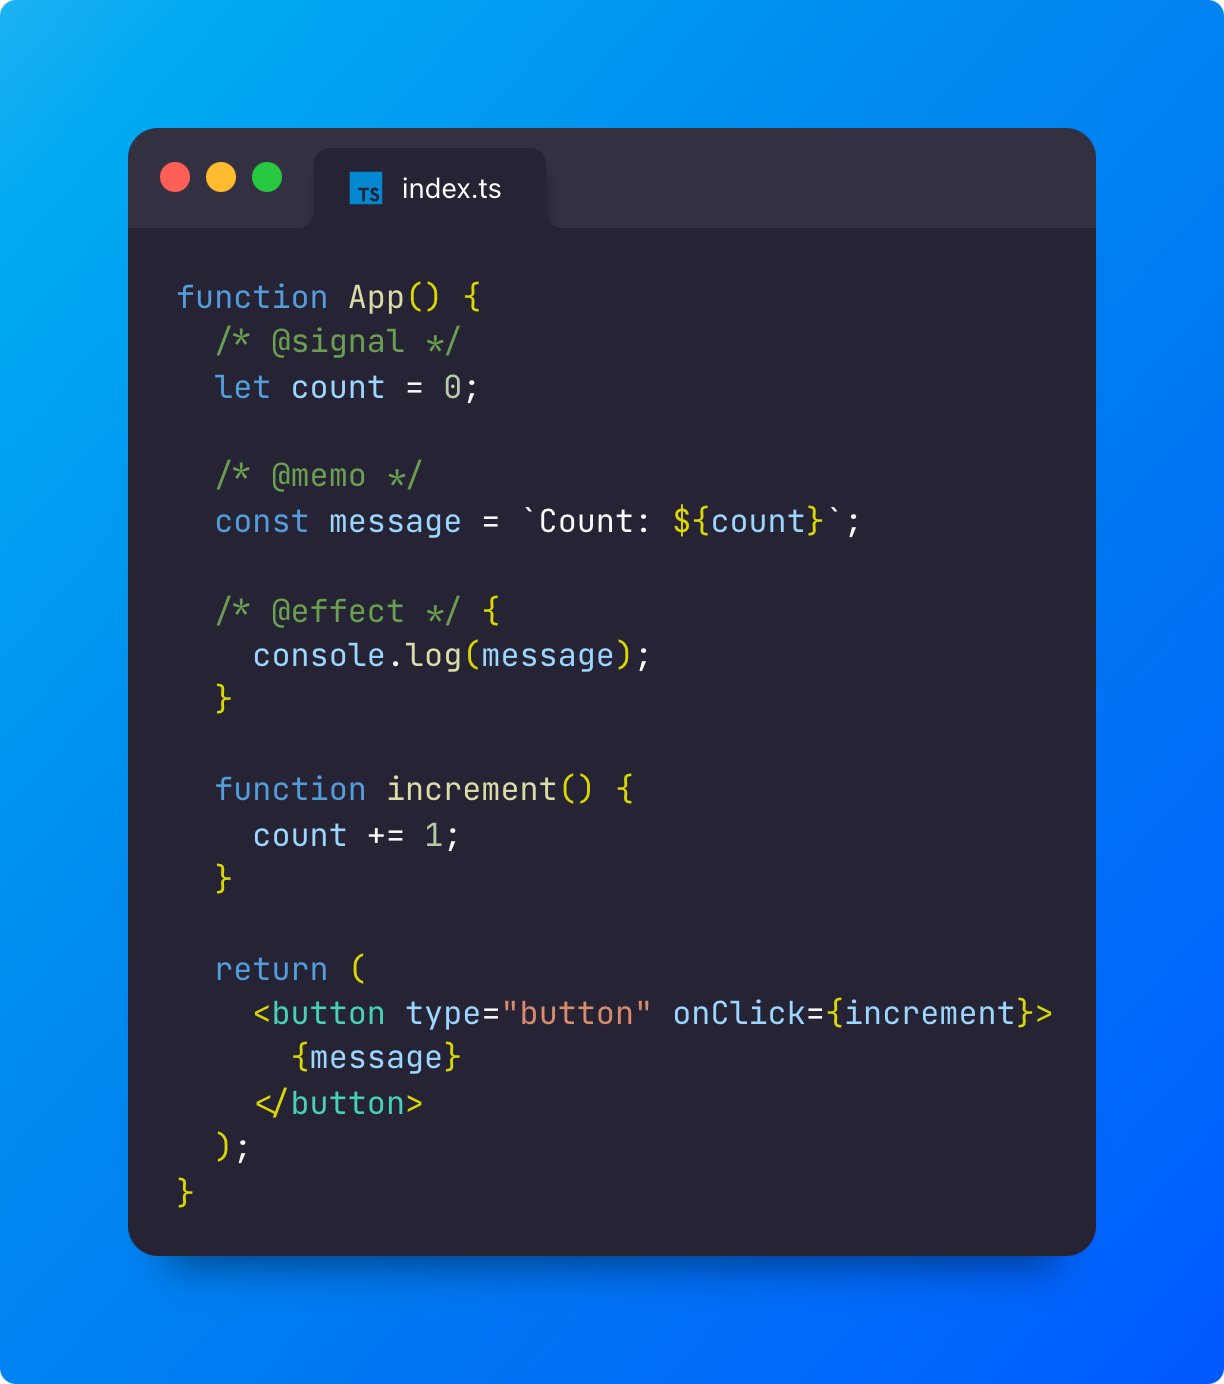 TS index.ts
function App() {
  /* @signal */
  let count = 0;

  /* @memo */
  const message = `Count: ${count}`;

  /* @effect */ {
    console.log(message);
  }

  function increment() {
    count += 1;
  }

  return (
    <button type="button" onClick={increment}>
      {message}
    </button>
  );
}